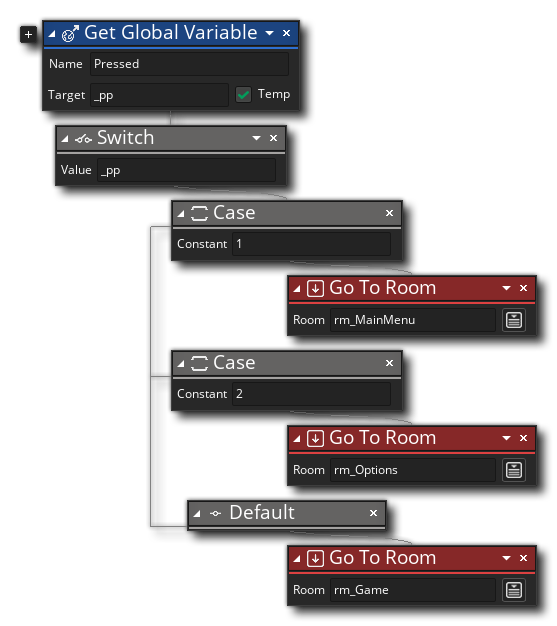 Get Global Variable
Name Pressed
Target _pp Temp
Switch
Value _pp
Case
Constant 1
Go To Room
Room rm_MainMenu
Case
Constant 2
Go To Room
Room rm_Options
Default
Go To Room
Room rm_Game